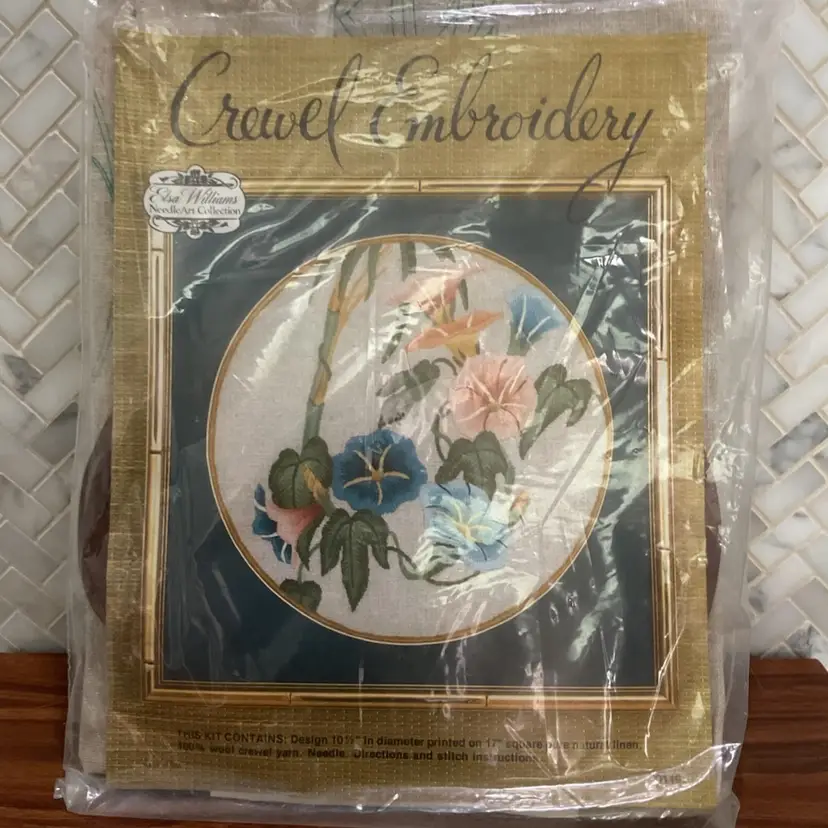 Crewel Embroidery
Elsa Williams
NeedleArt Collection
THIS KIT CONTAINS: Design 10½" in diameter printed on 17" square pure natural linen,
100% wool crewel yarn. Needle. Directions and stitch instructions.